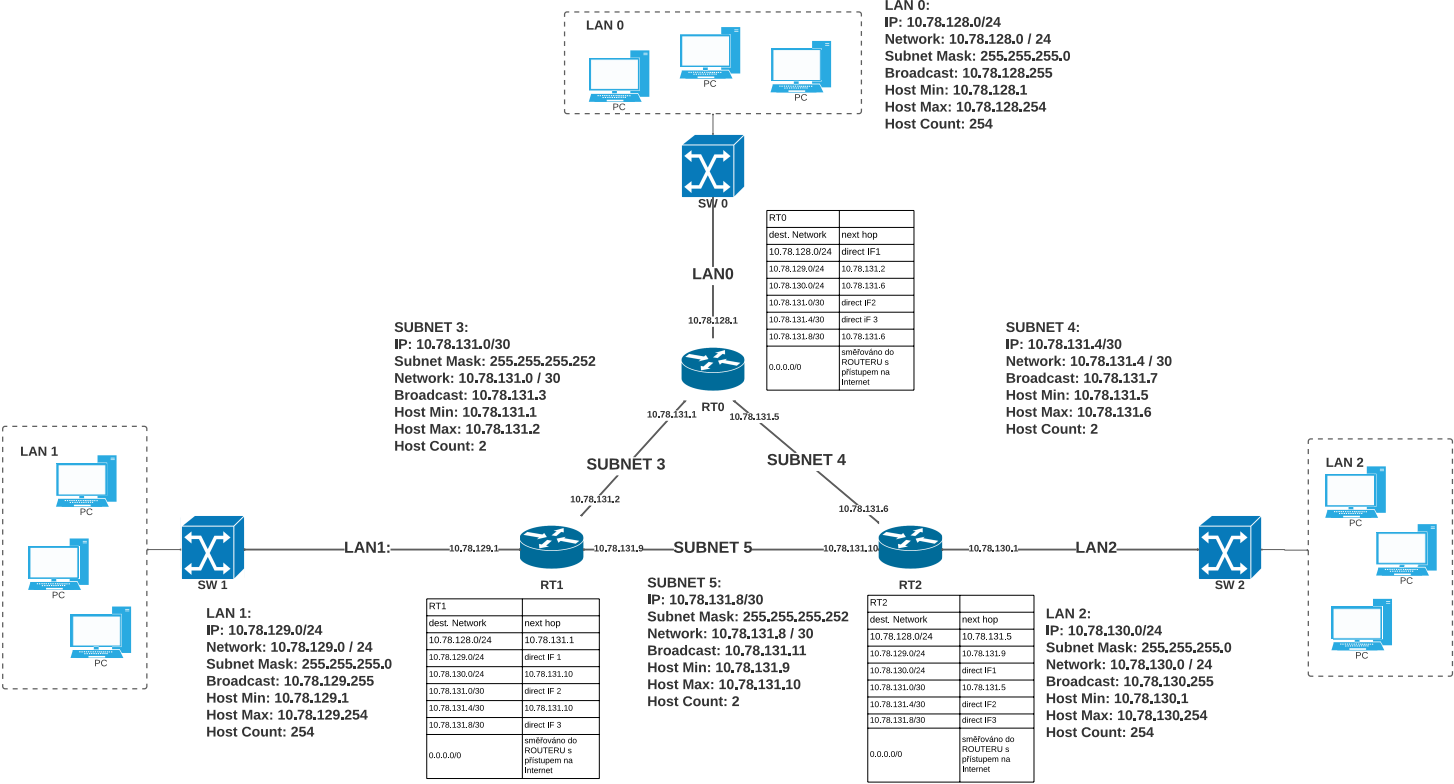 LAN 0:
IP: 10.78.128.0/24
Network: 10.78.128.0 / 24
Subnet Mask: 255.255.255.0
Broadcast: 10.78.128.255
Host Min: 10.78.128.1
Host Max: 10.78.128.254
Host Count: 254
LAN 0
PC
PC
PC
SW 0
LAN0
10.78.128.1
RT0
RT0
dest. Network next hop
10.78.128.0/24 direct IF1
10.78.129.0/24 10.78.131.2
10.78.130.0/24 10.78.131.6
10.78.131.0/30 direct IF2
10.78.131.4/30 direct iF 3
10.78.131.8/30 10.78.131.6
0.0.0.0/0 směřováno do
ROUTERU s
přístupem na
Internet
SUBNET 3:
IP: 10.78.131.0/30
Subnet Mask: 255.255.255.252
Network: 10.78.131.0 / 30
Broadcast: 10.78.131.3
Host Min: 10.78.131.1
Host Max: 10.78.131.2
Host Count: 2
SUBNET 4:
IP: 10.78.131.4/30
Network: 10.78.131.4 / 30
Broadcast: 10.78.131.7
Host Min: 10.78.131.5
Host Max: 10.78.131.6
Host Count: 2
10.78.131.1
10.78.131.5
SUBNET 3
SUBNET 4
10.78.131.2
10.78.131.6
LAN 1
PC
PC
PC
SW 1
LAN1:
10.78.129.1
RT1
10.78.131.9
SUBNET 5
10.78.131.10
RT2
10.78.130.1
LAN2
SW 2
LAN 2
PC
PC
PC
LAN 1:
IP: 10.78.129.0/24
Network: 10.78.129.0 / 24
Subnet Mask: 255.255.255.0
Broadcast: 10.78.129.255
Host Min: 10.78.129.1
Host Max: 10.78.129.254
Host Count: 254
RT1
dest. Network next hop
10.78.128.0/24 10.78.131.1
10.78.129.0/24 direct IF 1
10.78.130.0/24 10.78.131.10
10.78.131.0/30 direct IF 2
10.78.131.4/30 10.78.131.10
10.78.131.8/30 direct IF 3
0.0.0.0/0 směřováno do
ROUTERU s
přístupem na
Internet
SUBNET 5:
IP: 10.78.131.8/30
Subnet Mask: 255.255.255.252
Network: 10.78.131.8 / 30
Broadcast: 10.78.131.11
Host Min: 10.78.131.9
Host Max: 10.78.131.10
Host Count: 2
RT2
dest. Network next hop
10.78.128.0/24 10.78.131.5
10.78.129.0/24 10.78.131.9
10.78.130.0/24 direct IF1
10.78.131.0/30 10.78.131.5
10.78.131.4/30 direct IF2
10.78.131.8/30 direct IF3
0.0.0.0/0 směřováno do
ROUTERU s
přístupem na
Internet
LAN 2:
IP: 10.78.130.0/24
Subnet Mask: 255.255.255.0
Network: 10.78.130.0 / 24
Broadcast: 10.78.130.255
Host Min: 10.78.130.1
Host Max: 10.78.130.254
Host Count: 254